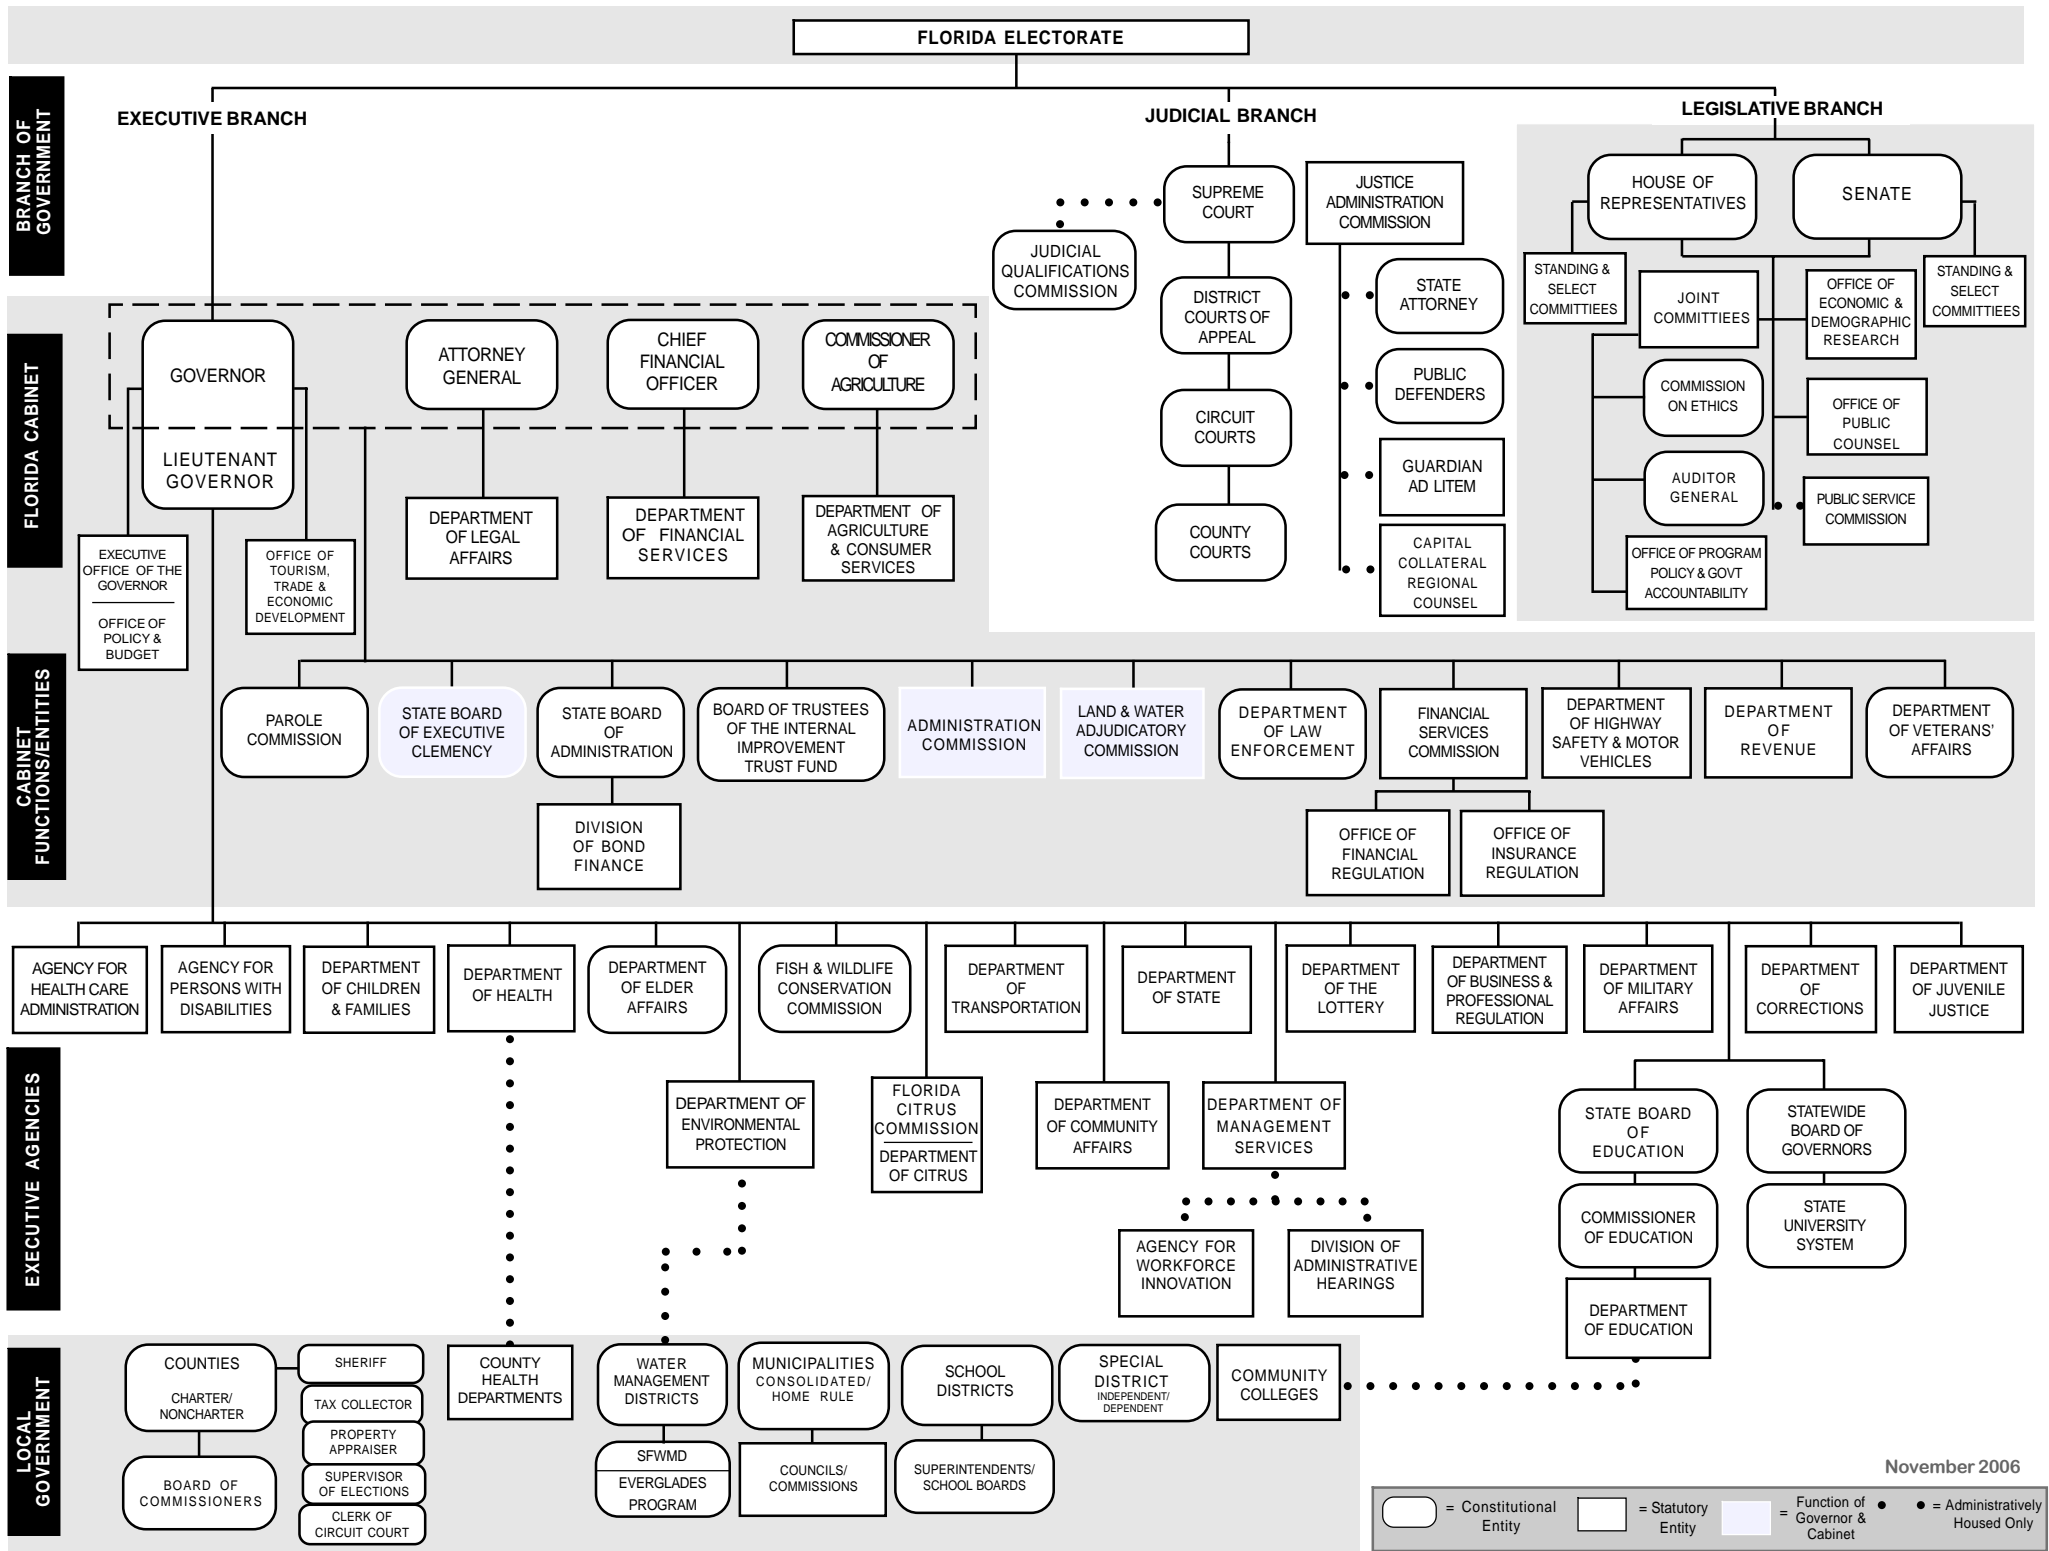 FLORIDA ELECTORATE
BRANCH OF
GOVERNMENT
EXECUTIVE BRANCH
JUDICIAL BRANCH
LEGISLATIVE BRANCH
SUPREME
COURT
JUDICIAL
QUALIFICATIONS
COMMISSION
DISTRICT
COURTS OF
APPEAL
CIRCUIT
COURTS
COUNTY
COURTS
JUSTICE
ADMINISTRATION
COMMISSION
STATE
ATTORNEY
PUBLIC
DEFENDERS
GUARDIAN
AD LITEM
CAPITAL
COLLATERAL
REGIONAL
COUNSEL
HOUSE OF
REPRESENTATIVES
SENATE
STANDING &
SELECT
COMMITTIEES
JOINT
COMMITTIEES
OFFICE OF
ECONOMIC &
DEMOGRAPHIC
RESEARCH
STANDING &
SELECT
COMMITTIEES
COMMISSION
ON ETHICS
OFFICE OF
PUBLIC
COUNSEL
AUDITOR
GENERAL
PUBLIC SERVICE
COMMISSION
OFFICE OF PROGRAM
POLICY & GOVT
ACCOUNTABILITY
FLORIDA CABINET
GOVERNOR
LIEUTENANT
GOVERNOR
ATTORNEY
GENERAL
CHIEF
FINANCIAL
OFFICER
COMMISSIONER
OF
AGRICULTURE
EXECUTIVE
OFFICE OF THE
GOVERNOR
OFFICE OF
POLICY &
BUDGET
OFFICE OF
TOURISM,
TRADE &
ECONOMIC
DEVELOPMENT
DEPARTMENT
OF LEGAL
AFFAIRS
DEPARTMENT
OF FINANCIAL
SERVICES
DEPARTMENT OF
AGRICULTURE
& CONSUMER
SERVICES
CABINET
FUNCTIONS/ENTITIES
PAROLE
COMMISSION
STATE BOARD
OF EXECUTIVE
CLEMENCY
STATE BOARD
OF
ADMINISTRATION
BOARD OF TRUSTEES
OF THE INTERNAL
IMPROVEMENT
TRUST FUND
ADMINISTRATION
COMMISSION
LAND & WATER
ADJUDICATORY
COMMISSION
DEPARTMENT
OF LAW
ENFORCEMENT
FINANCIAL
SERVICES
COMMISSION
DEPARTMENT
OF HIGHWAY
SAFETY & MOTOR
VEHICLES
DEPARTMENT
OF
REVENUE
DEPARTMENT
OF VETERANS'
AFFAIRS
DIVISION
OF BOND
FINANCE
OFFICE OF
FINANCIAL
REGULATION
OFFICE OF
INSURANCE
REGULATION
AGENCY FOR
HEALTH CARE
ADMINISTRATION
AGENCY FOR
PERSONS WITH
DISABILITIES
DEPARTMENT
OF CHILDREN
& FAMILIES
DEPARTMENT
OF HEALTH
DEPARTMENT
OF ELDER
AFFAIRS
FISH & WILDLIFE
CONSERVATION
COMMISSION
DEPARTMENT
OF
TRANSPORTATION
DEPARTMENT
OF STATE
DEPARTMENT
OF THE
LOTTERY
DEPARTMENT
OF BUSINESS &
PROFESSIONAL
REGULATION
DEPARTMENT
OF MILITARY
AFFAIRS
DEPARTMENT
OF
CORRECTIONS
DEPARTMENT
OF JUVENILE
JUSTICE
EXECUTIVE AGENCIES
DEPARTMENT OF
ENVIRONMENTAL
PROTECTION
FLORIDA
CITRUS
COMMISSION
DEPARTMENT
OF CITRUS
DEPARTMENT
OF COMMUNITY
AFFAIRS
DEPARTMENT OF
MANAGEMENT
SERVICES
STATE BOARD
OF
EDUCATION
STATEWIDE
BOARD OF
GOVERNORS
COMMISSIONER
OF EDUCATION
STATE
UNIVERSITY
SYSTEM
AGENCY FOR
WORKFORCE
INNOVATION
DIVISION OF
ADMINISTRATIVE
HEARINGS
DEPARTMENT
OF EDUCATION
LOCAL
GOVERNMENT
COUNTIES
CHARTER/
NONCHARTER
BOARD OF
COMMISSIONERS
SHERIFF
TAX COLLECTOR
PROPERTY
APPRAISER
SUPERVISOR
OF ELECTIONS
CLERK OF
CIRCUIT COURT
COUNTY
HEALTH
DEPARTMENTS
WATER
MANAGEMENT
DISTRICTS
SFWMD
EVERGLADES
PROGRAM
MUNICIPALITIES
CONSOLIDATED/
HOME RULE
COUNCILS/
COMMISSIONS
SCHOOL
DISTRICTS
SUPERINTENDENTS/
SCHOOL BOARDS
SPECIAL
DISTRICT
INDEPENDENT/
DEPENDENT
COMMUNITY
COLLEGES
November 2006
= Constitutional
Entity
= Statutory
Entity
= Function of
Governor &
Cabinet
= Administratively
Housed Only